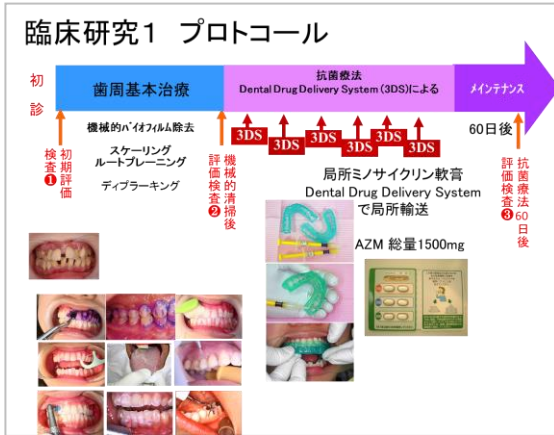 臨床研究1 プロトコール
初診
歯周基本治療
抗菌療法
Dental Drug Delivery System (3DS)による
メインテナンス
機械的バイオフィルム除去
スケーリング
ルートプレーニング
ディプラーキング
3DS
3DS
3DS
3DS
3DS
3DS
60日後
初期評価
検査❶
機械的清掃後
評価検査❷
抗菌療法60日後
評価検査❸
局所ミノサイクリン軟膏
Dental Drug Delivery System
で局所輸送
AZM 総量1500mg